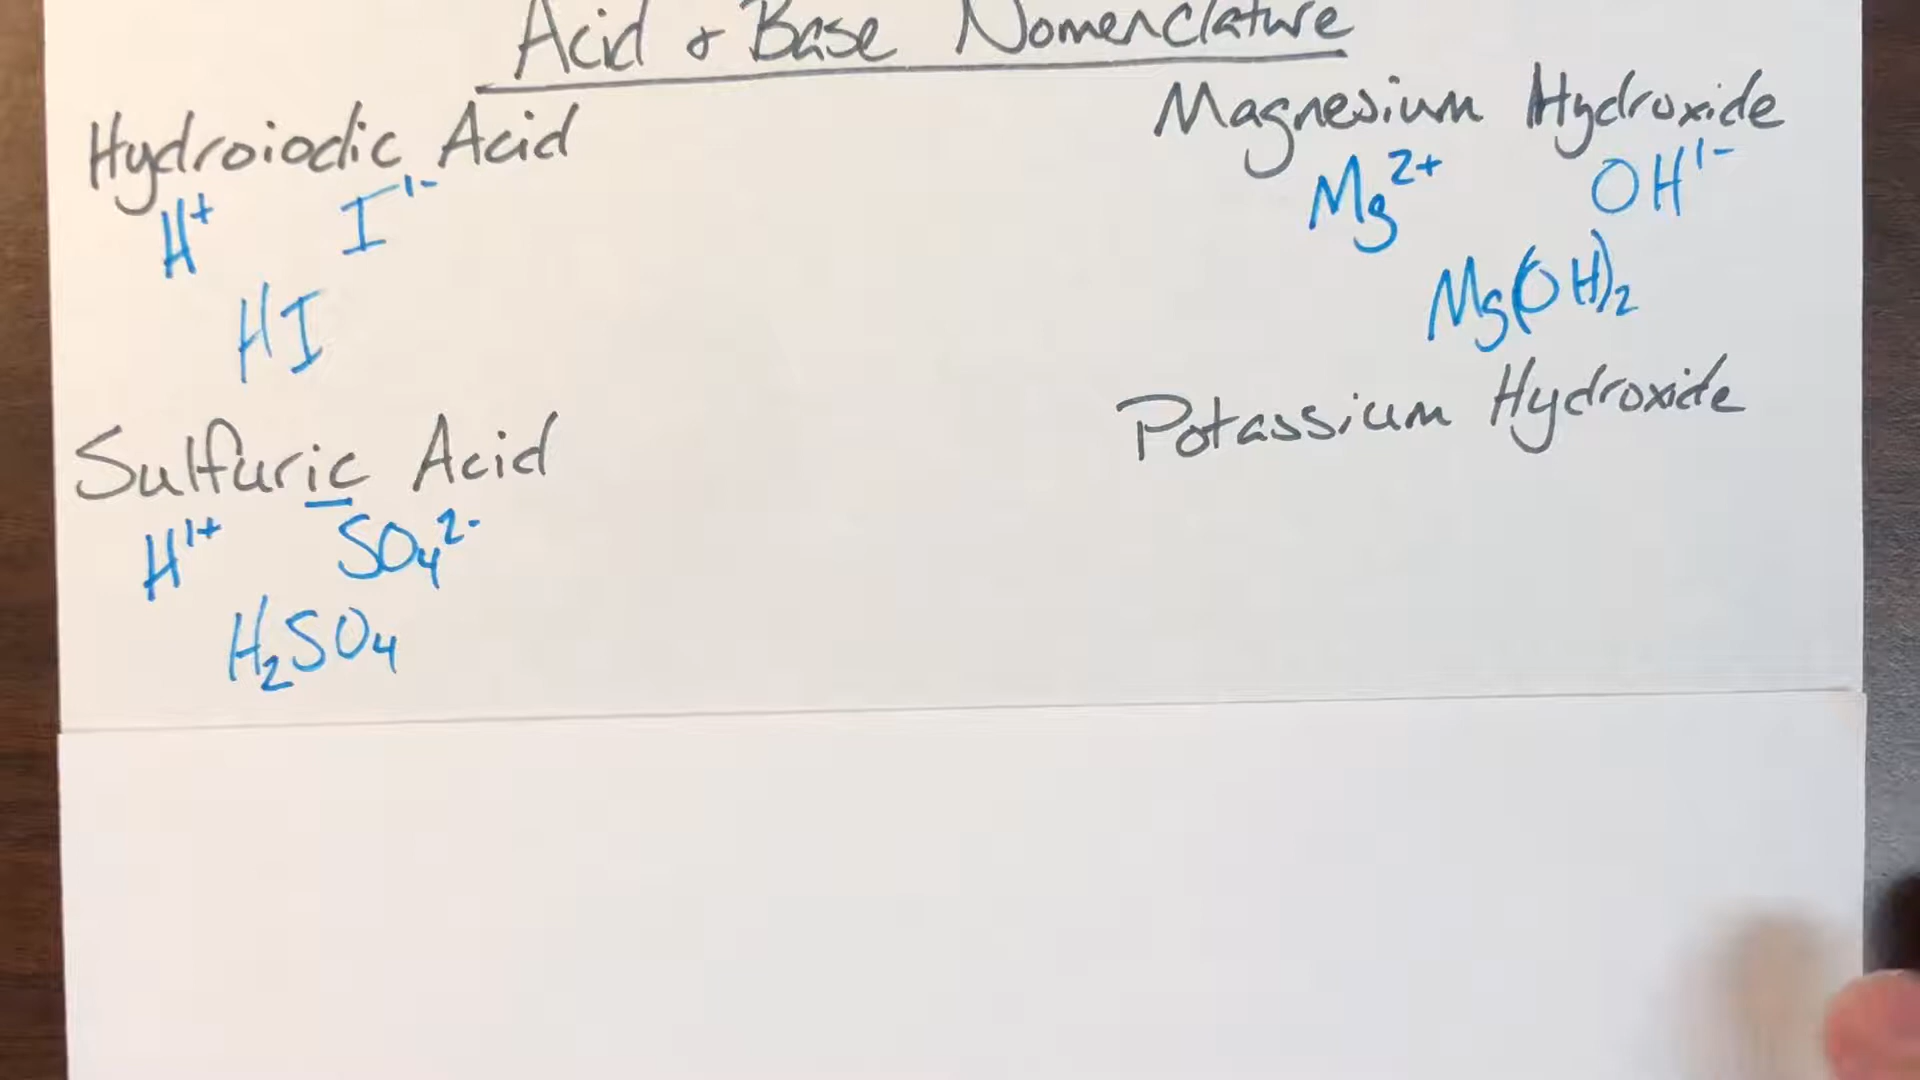 Acid & Base Nomenclature
Hydroiodic Acid
H⁺ I¹⁻
HI
Sulfuric Acid
H¹⁺ SO₄²⁻
H₂SO₄
Magnesium Hydroxide
Mg²⁺ OH¹⁻
Mg(OH)₂
Potassium Hydroxide